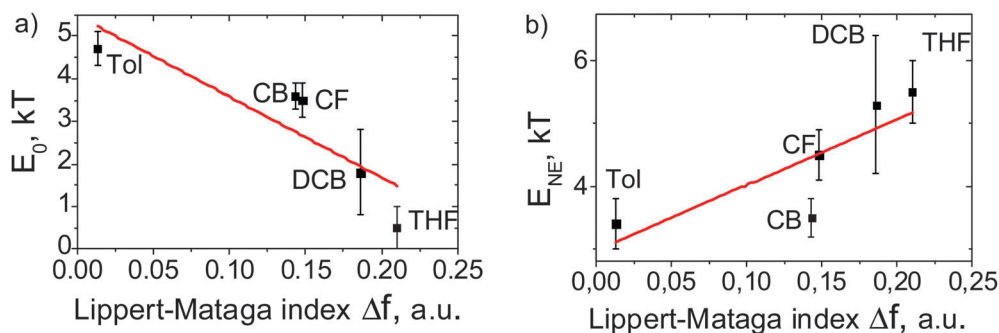 a)
E₀, kT
5
4
3
2
1
0
Tol
CB
CF
DCB
THF
0.00 0.05 0.10 0.15 0.20 0.25
Lippert-Mataga index Δf, a.u.
b)
E_NE, kT
6
4
DCB
THF
CF
Tol
CB
0,00 0,05 0,10 0,15 0,20 0,25
Lippert-Mataga index Δf, a.u.